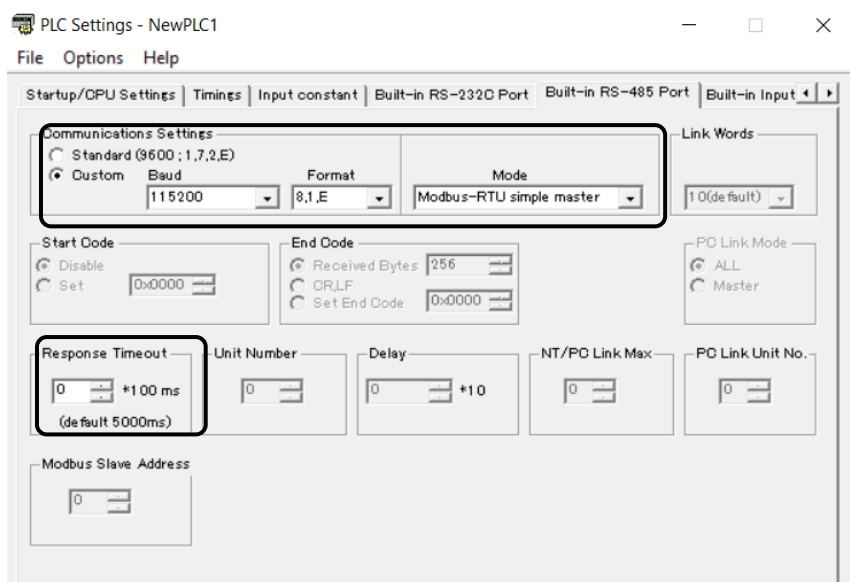 PLC Settings - NewPLC1
File Options Help
Startup/CPU Settings Timings Input constant Built-in RS-232C Port Built-in RS-485 Port Built-in Input
Communications Settings
Link Words
Standard (9600 ; 1,7,2,E)
Custom Baud Format Mode
115200 8,1,E Modbus-RTU simple master 10(default)
Start Code End Code PC Link Mode
Disable Received Bytes 256 ALL
Set 0x0000 CR,LF Master
Set End Code 0x0000
Response Timeout Unit Number Delay NT/PC Link Max PC Link Unit No.
0 *100 ms 0 0 *10 0 0
(default 5000ms)
Modbus Slave Address
0